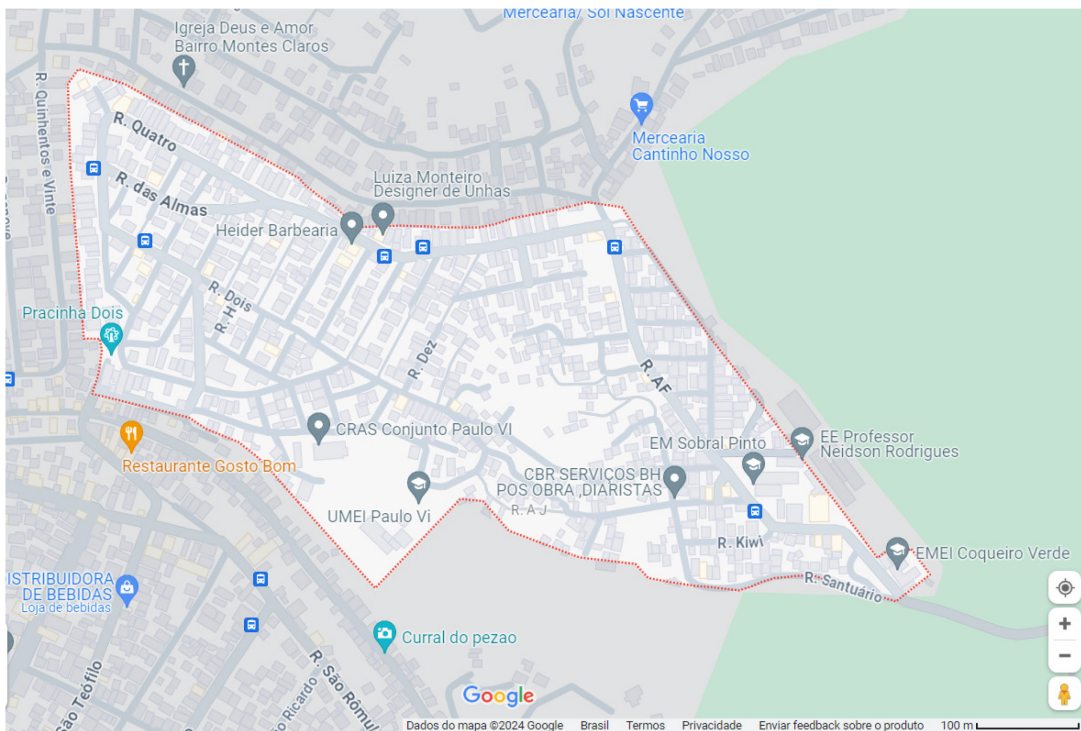 Mercearia/ Sol Nascente
Igreja Deus e Amor
Bairro Montes Claros
R. Quinhentos e Vinte
R. Quatro
Mercearia
Cantinho Nosso
Luiza Monteiro
Designer de Unhas
R. das Almas
Heider Barbearia
R. Dois
R. H
Pracinha Dois
R. Dez
R. AF
CRAS Conjunto Paulo VI
EM Sobral Pinto
EE Professor
Neidson Rodrigues
Restaurante Gosto Bom
CBR SERVIÇOS BH
POS OBRA ,DIARISTAS
UMEI Paulo Vi
R. A J
R. Kiwi
EMEI Coqueiro Verde
R. Santuário
DISTRIBUIDORA
DE BEBIDAS
Loja de bebidas
Curral do pezao
R. São Rômul
São Ricardo
São Teófilo
Google
Dados do mapa ©2024 Google Brasil Termos Privacidade Enviar feedback sobre o produto 100 m